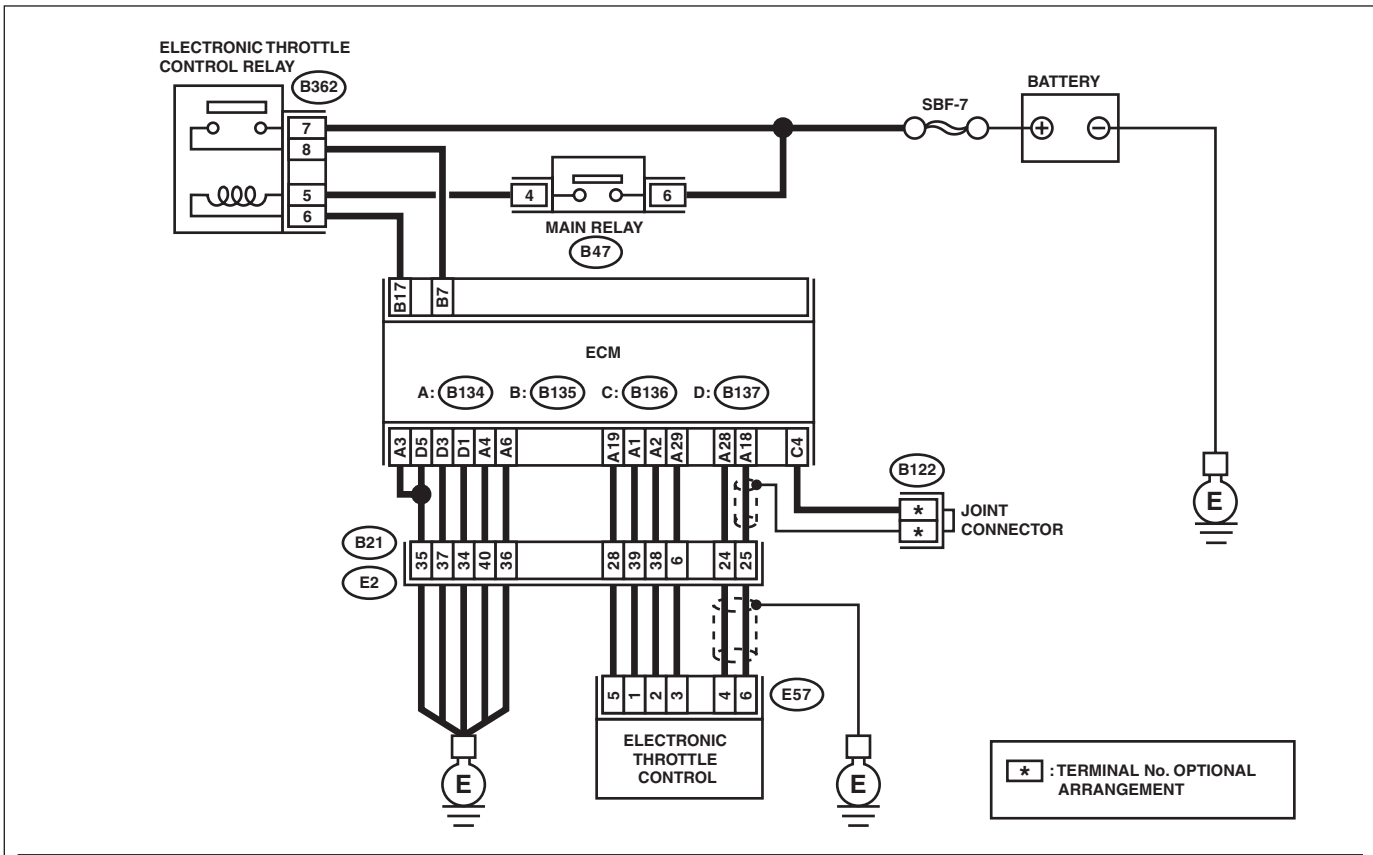 ELECTRONIC THROTTLE
CONTROL RELAY
B362
7
8
5
6
SBF-7
BATTERY
+
−
4
6
MAIN RELAY
B47
B17
B7
ECM
A: B134 B: B135 C: B136 D: B137
A3 D5 D3 D1 A4 A6 A19 A1 A2 A29 A28 A18 C4
B122
*
*
JOINT
CONNECTOR
E
B21
35 37 34 40 36 28 39 38 6 24 25
E2
5 1 2 3 4 6
E57
ELECTRONIC
THROTTLE
CONTROL
E
E
* : TERMINAL No. OPTIONAL
ARRANGEMENT